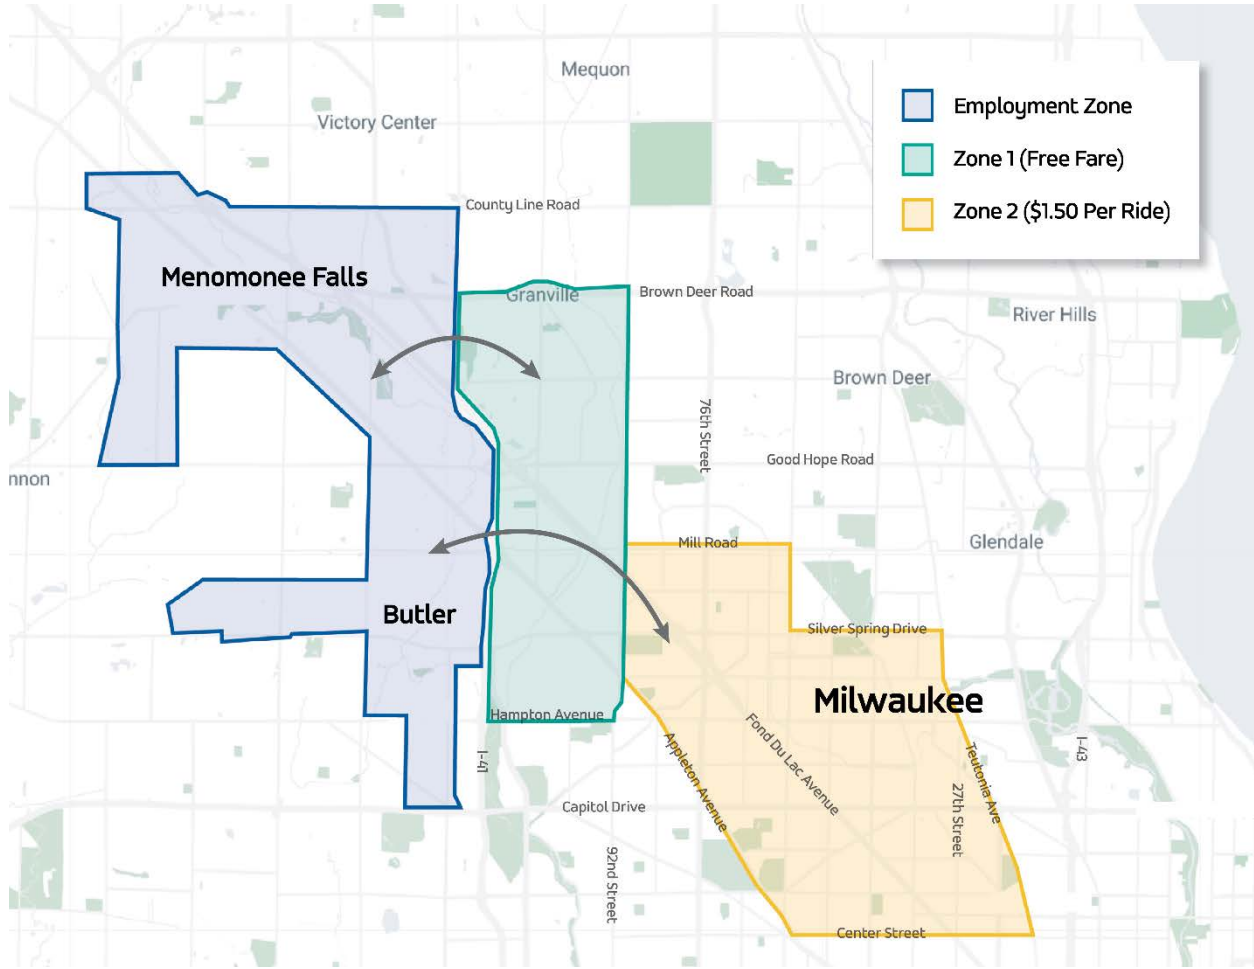 Mequon
Victory Center
Employment Zone
Zone 1 (Free Fare)
Zone 2 ($1.50 Per Ride)
County Line Road
Menomonee Falls
Granville
Brown Deer Road
River Hills
Brown Deer
76th Street
Good Hope Road
nnon
Mill Road
Glendale
Butler
Silver Spring Drive
Milwaukee
Hampton Avenue
I-41
Appleton Avenue
Fond Du Lac Avenue
Teutonia Ave
I-43
27th Street
Capitol Drive
92nd Street
Center Street